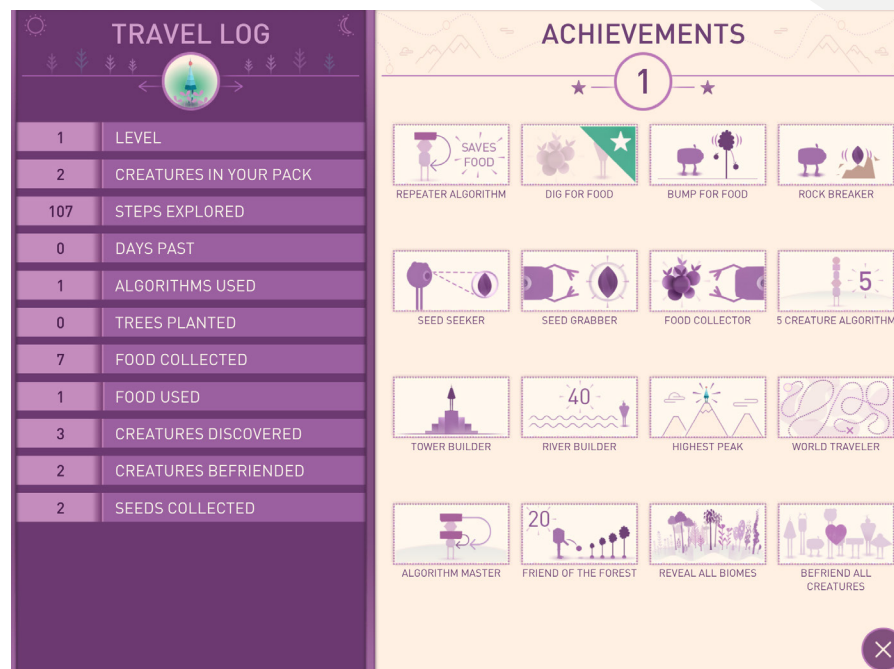 TRAVEL LOG
1 LEVEL
2 CREATURES IN YOUR PACK
107 STEPS EXPLORED
0 DAYS PAST
1 ALGORITHMS USED
0 TREES PLANTED
7 FOOD COLLECTED
1 FOOD USED
3 CREATURES DISCOVERED
2 CREATURES BEFRIENDED
2 SEEDS COLLECTED
ACHIEVEMENTS
1
SAVES
FOOD
REPEATER ALGORITHM
DIG FOR FOOD
BUMP FOR FOOD
ROCK BREAKER
5
SEED SEEKER
SEED GRABBER
FOOD COLLECTOR
5 CREATURE ALGORITHM
40
TOWER BUILDER
RIVER BUILDER
HIGHEST PEAK
WORLD TRAVELER
20
ALGORITHM MASTER
FRIEND OF THE FOREST
REVEAL ALL BIOMES
BEFRIEND ALL
CREATURES